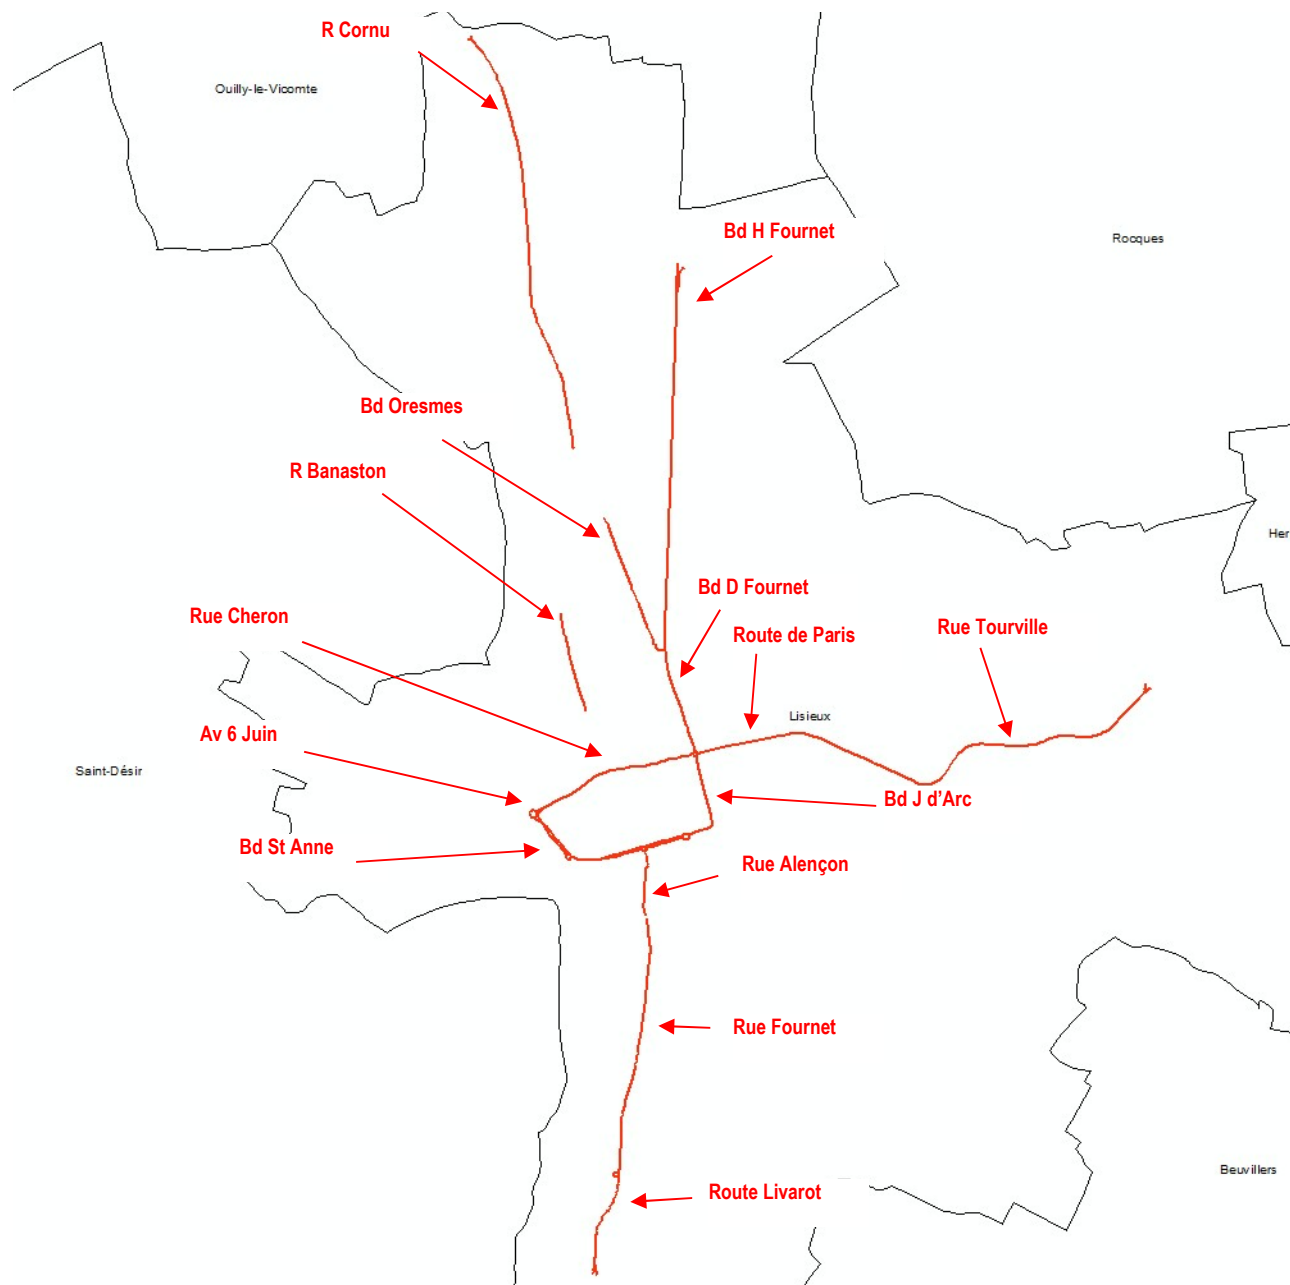 R Cornu
Ouilly-le-Vicomte
Bd H Fournet
Rocques
Bd Oresmes
R Banaston
Her
Bd D Fournet
Rue Cheron
Route de Paris
Rue Tourville
Lisieux
Av 6 Juin
Saint-Désir
Bd J d’Arc
Bd St Anne
Rue Alençon
Rue Fournet
Beuvillers
Route Livarot